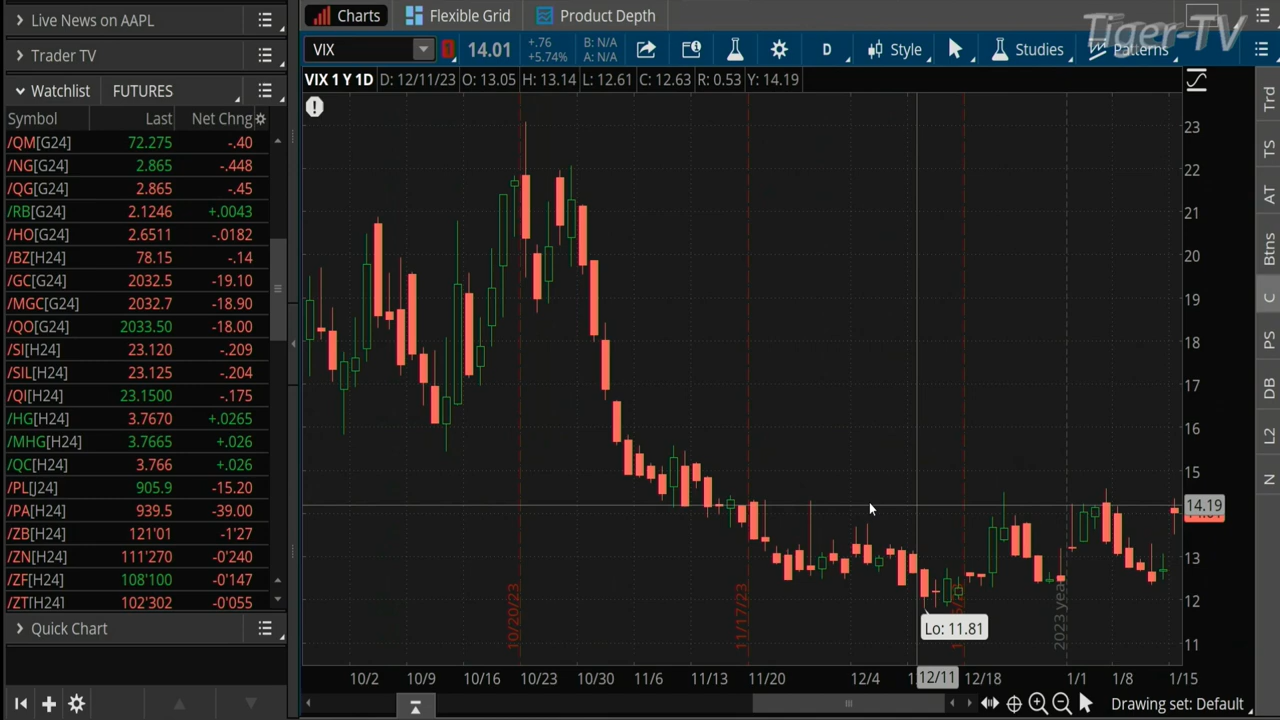 Live News on AAPL
Charts
Flexible Grid
Product Depth
Tiger-TV
Trader TV
VIX
14.01
+.76
+5.74%
B: N/A
A: N/A
D
Style
Studies
Patterns
Watchlist
FUTURES
VIX 1 Y 1D
D: 12/11/23
O: 13.05
H: 13.14
L: 12.61
C: 12.63
R: 0.53
Y: 14.19
Symbol Last Net Chng
/QM[G24] 72.275 -.40
/NG[G24] 2.865 -.448
/QG[G24] 2.865 -.45
/RB[G24] 2.1246 +.0043
/HO[G24] 2.6511 -.0182
/BZ[H24] 78.15 -.14
/GC[G24] 2032.5 -19.10
/MGC[G24] 2032.7 -18.90
/QO[G24] 2033.50 -18.00
/SI[H24] 23.120 -.209
/SIL[H24] 23.125 -.204
/QI[H24] 23.1500 -.175
/HG[H24] 3.7670 +.0265
/MHG[H24] 3.7665 +.026
/QC[H24] 3.766 +.026
/PL[J24] 905.9 -15.20
/PA[H24] 939.5 -39.00
/ZB[H24] 121'01 -1'27
/ZN[H24] 111'270 -0'240
/ZF[H24] 108'100 -0'147
/ZT[H24] 102'302 -0'055
Quick Chart
23
22
21
20
19
18
17
16
15
14.19
13
12
11
10/20/23
11/17/23
2023 year
Lo: 11.81
10/2
10/9
10/16
10/23
10/30
11/6
11/13
11/20
12/4
12/11
12/18
1/1
1/8
1/15
Drawing set: Default
Trd
TS
AT
Btns
C
PS
DB
L2
N